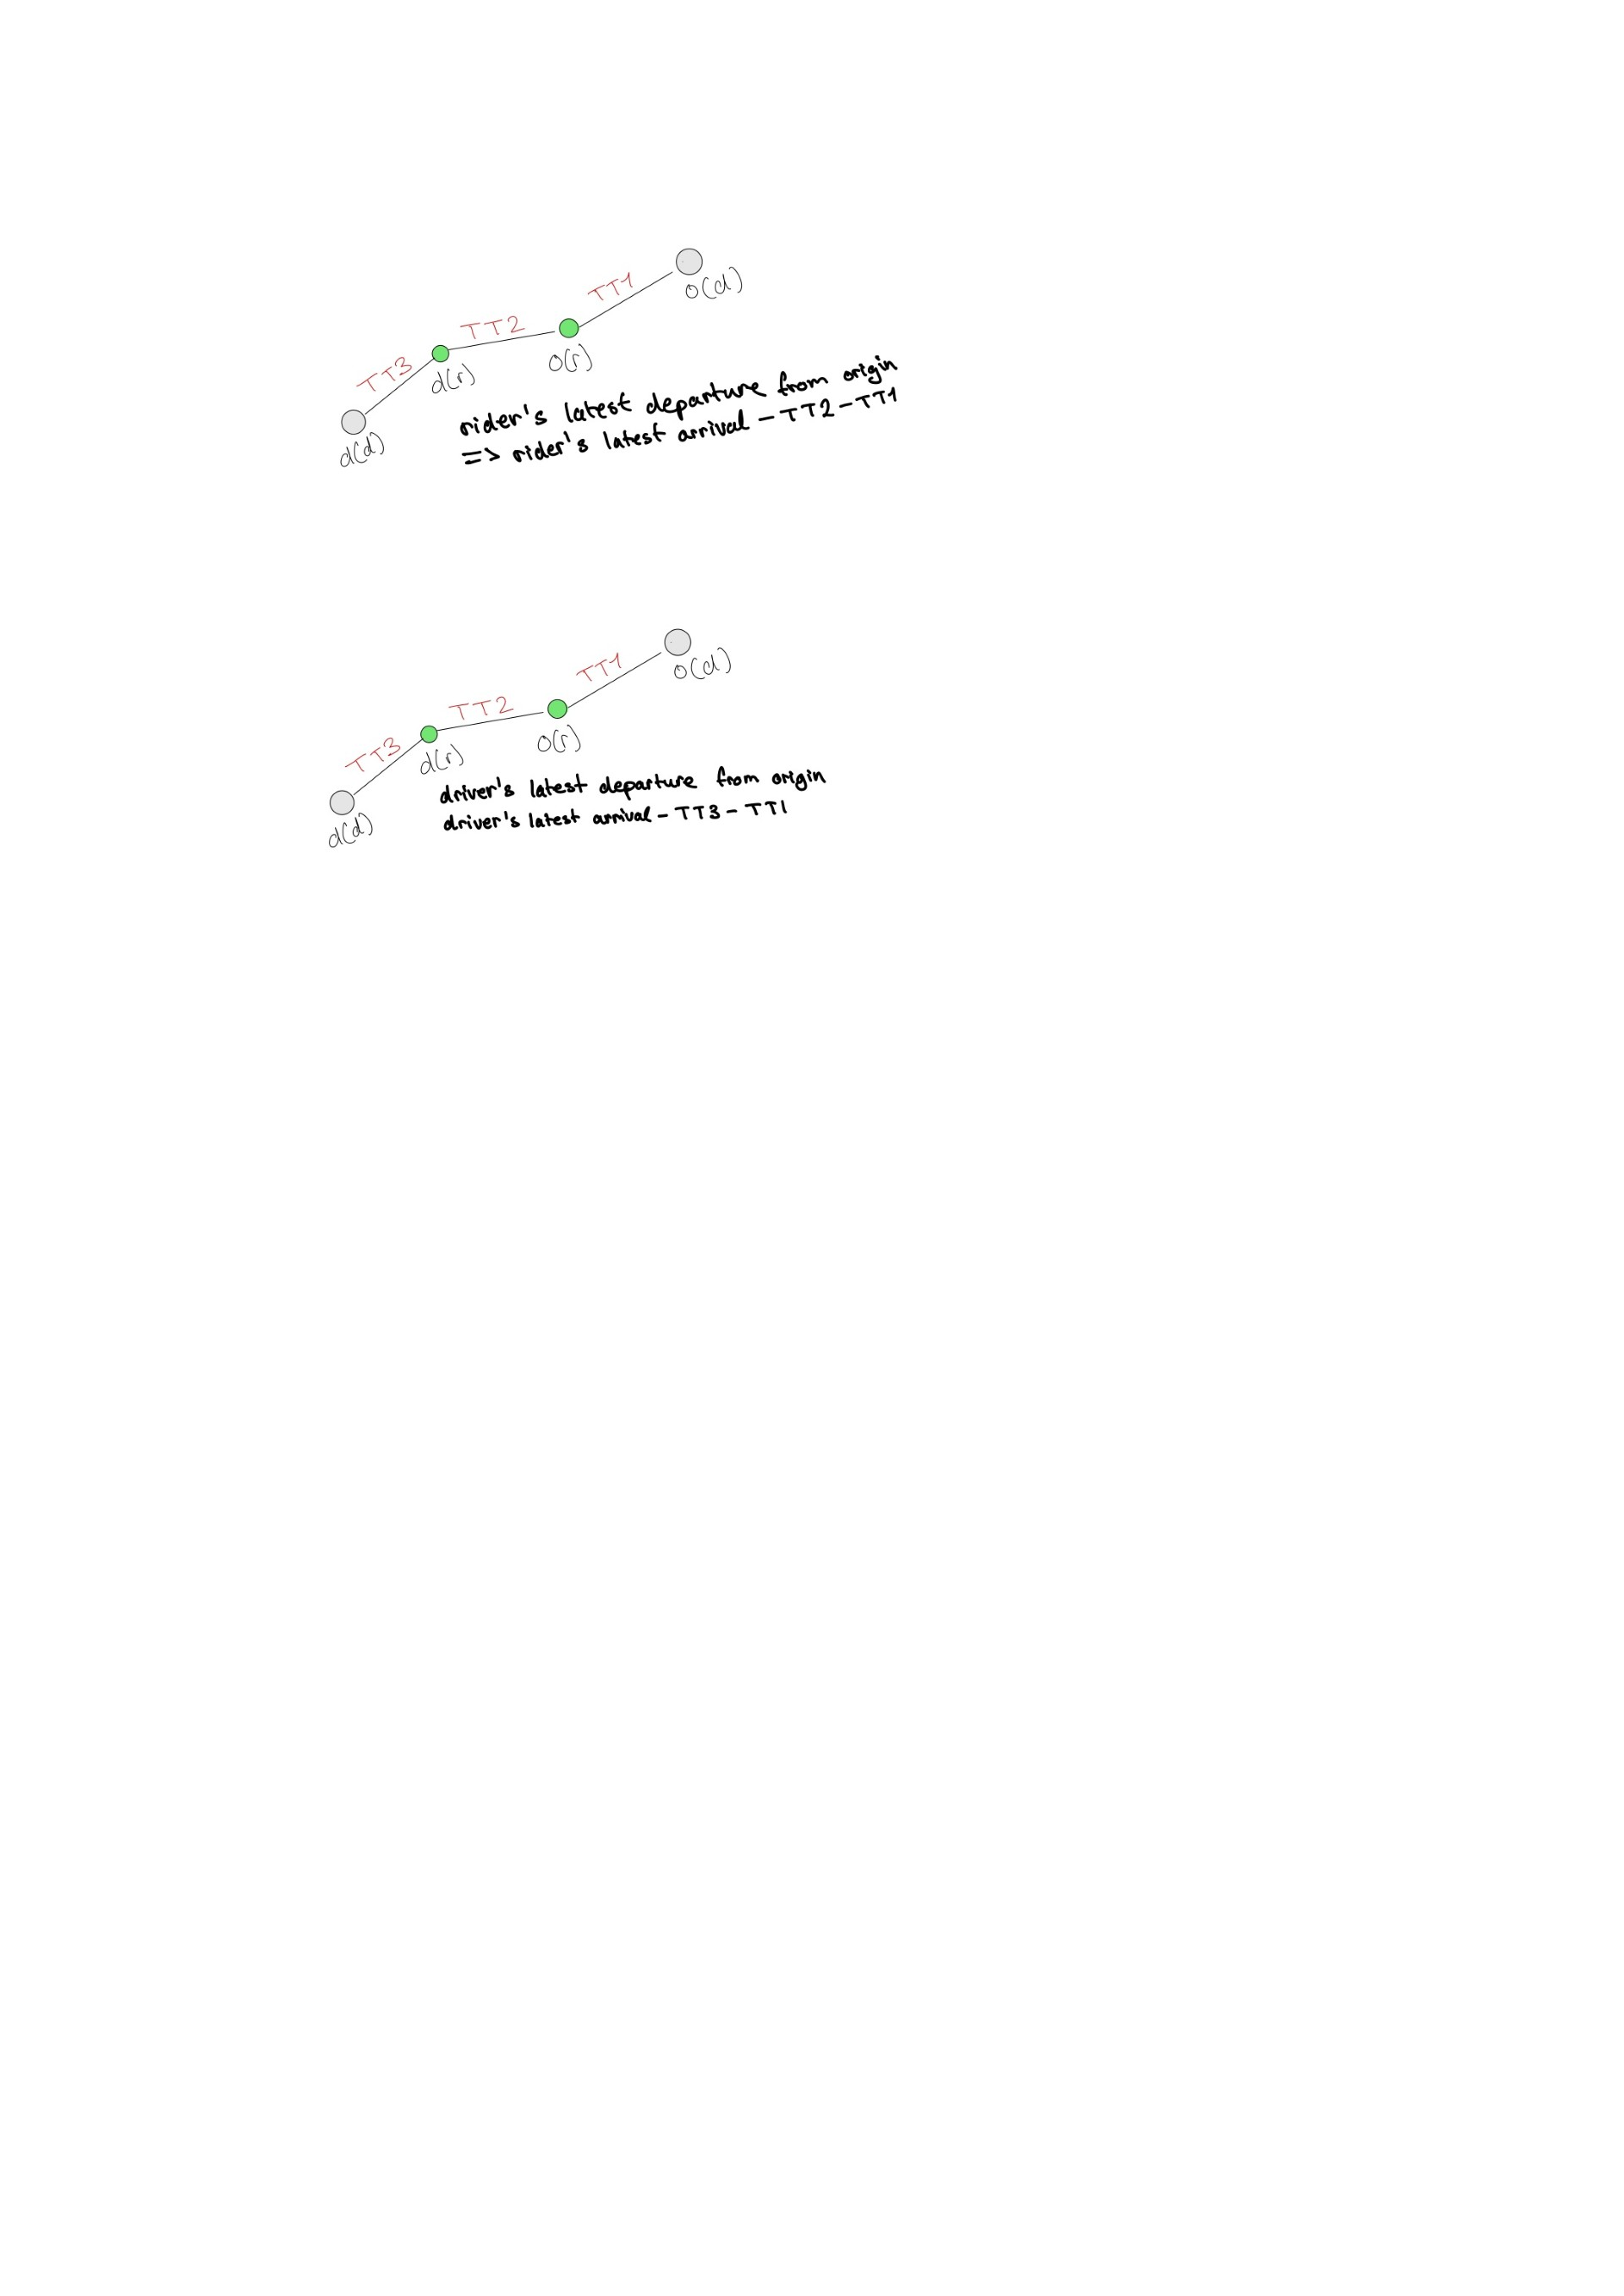 o(d)
TT1
TT2
o(r)
TT3
d(r)
d(d)
rider's latest departure from origin
=> rider's latest arrival - TT2 - TT1
o(d)
TT1
TT2
o(r)
TT3
d(r)
d(d)
driver's latest departure from origin
driver's latest arrival - TT3 - TT1